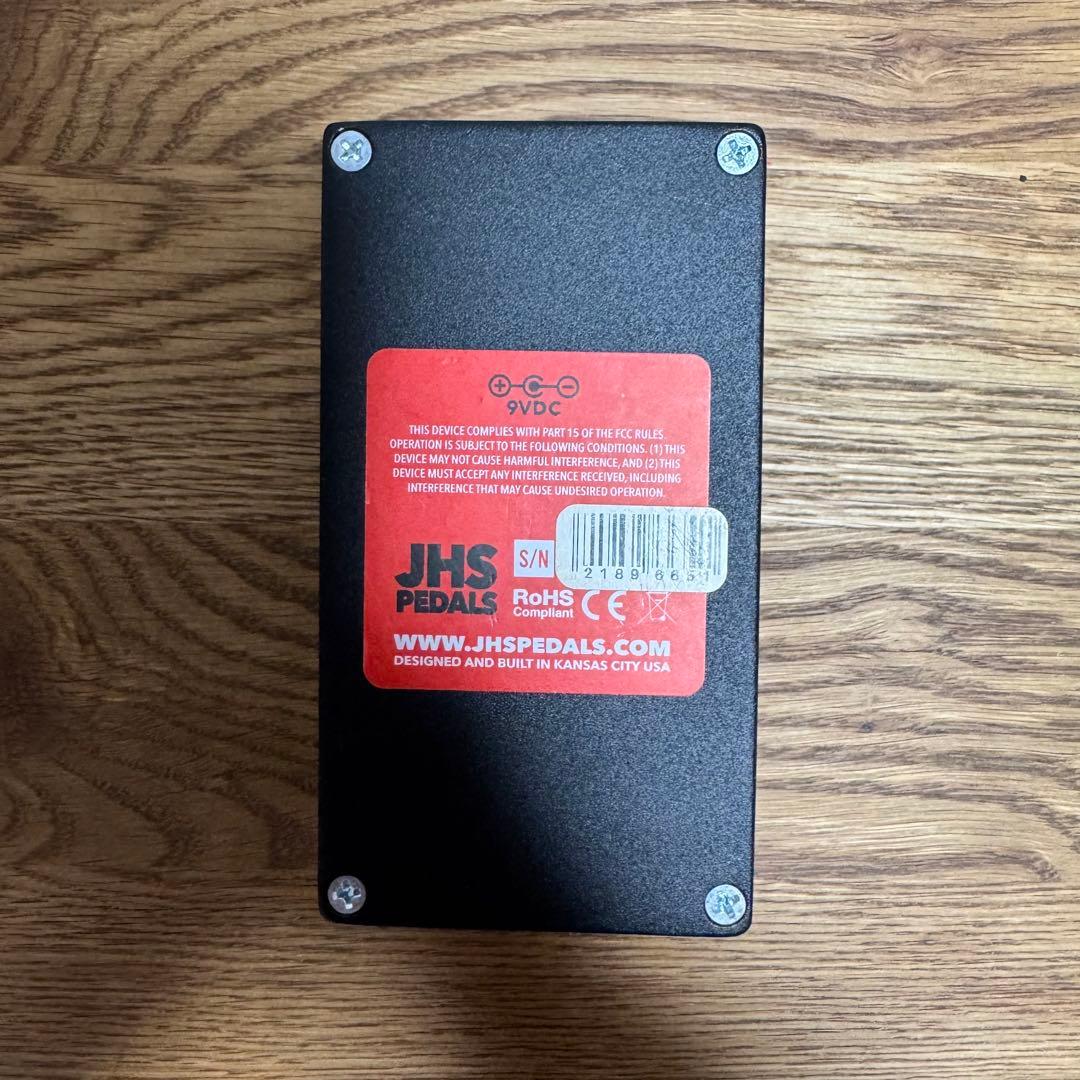 9VDC
THIS DEVICE COMPLIES WITH PART 15 OF THE FCC RULES.
OPERATION IS SUBJECT TO THE FOLLOWING CONDITIONS. (1) THIS
DEVICE MAY NOT CAUSE HARMFUL INTERFERENCE, AND (2) THIS
DEVICE MUST ACCEPT ANY INTERFERENCE RECEIVED, INCLUDING
INTERFERENCE THAT MAY CAUSE UNDESIRED OPERATION.
JHS
PEDALS
S/N
2189 6651
RoHS
Compliant
CE
WWW.JHSPEDALS.COM
DESIGNED AND BUILT IN KANSAS CITY USA